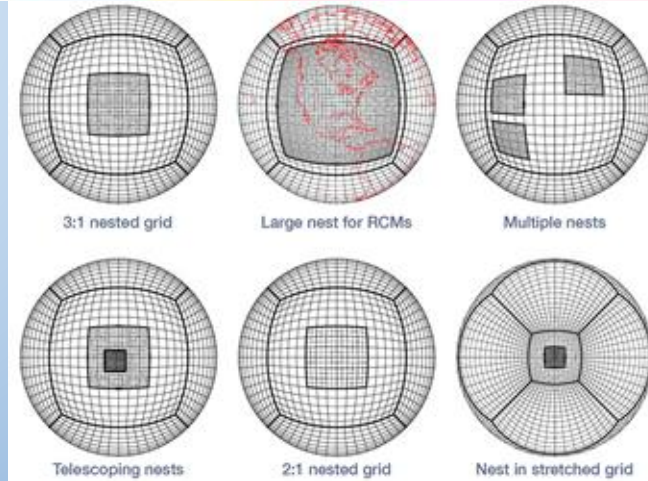 3:1 nested grid
Large nest for RCMs
Multiple nests
Telescoping nests
2:1 nested grid
Nest in stretched grid